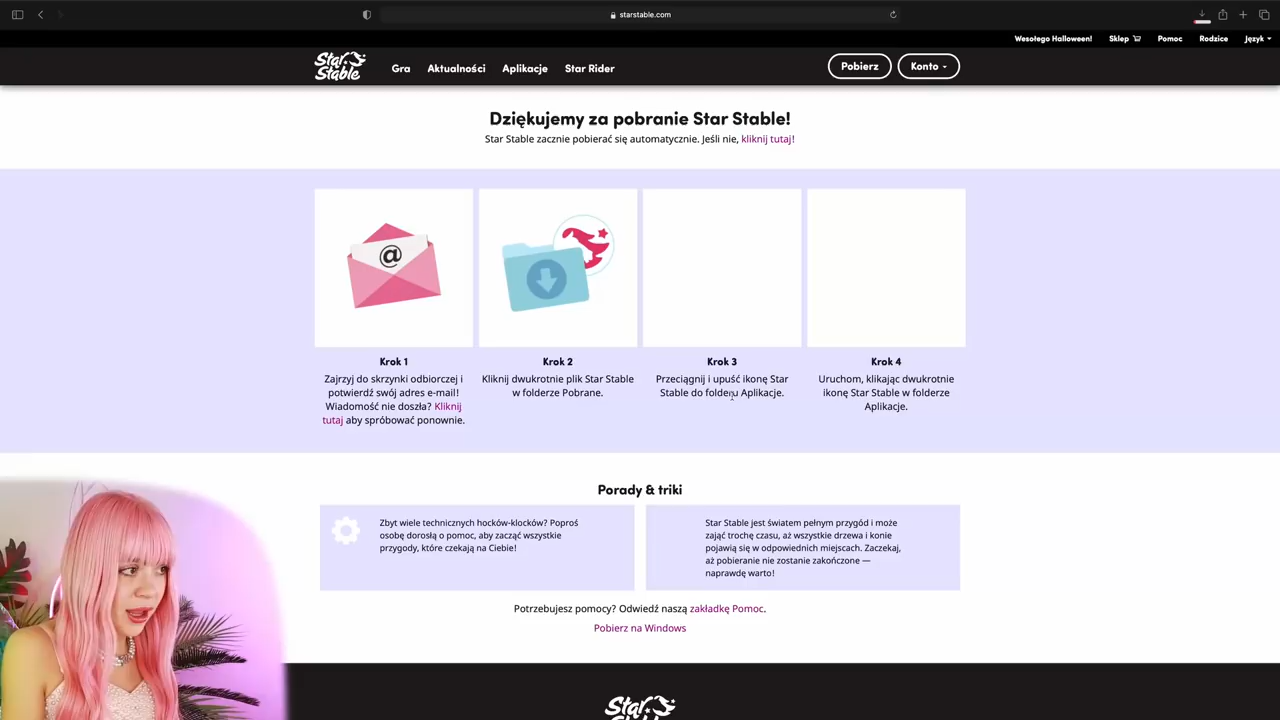 starstable.com
Wesołego Halloween! Sklep Pomoc Rodzice Język
Star Stable Gra Aktualności Aplikacje Star Rider Pobierz Konto
Dziękujemy za pobranie Star Stable!
Star Stable zacznie pobierać się automatycznie. Jeśli nie, kliknij tutaj!
@
Krok 1
Zajrzyj do skrzynki odbiorczej i
potwierdź swój adres e-mail!
Wiadomość nie doszła? Kliknij
tutaj aby spróbować ponownie.
Krok 2
Kliknij dwukrotnie plik Star Stable
w folderze Pobrane.
Krok 3
Przeciągnij i upuść ikonę Star
Stable do folderu Aplikacje.
Krok 4
Uruchom, klikając dwukrotnie
ikonę Star Stable w folderze
Aplikacje.
Porady & triki
Zbyt wiele technicznych hocków-klocków? Poproś
osobę dorosłą o pomoc, aby zacząć wszystkie
przygody, które czekają na Ciebie!
Star Stable jest światem pełnym przygód i może
zająć trochę czasu, aż wszystkie drzewa i konie
pojawią się w odpowiednich miejscach. Zaczekaj,
aż pobieranie nie zostanie zakończone —
naprawdę warto!
Potrzebujesz pomocy? Odwiedź naszą zakładkę Pomoc.
Pobierz na Windows
Star Stable